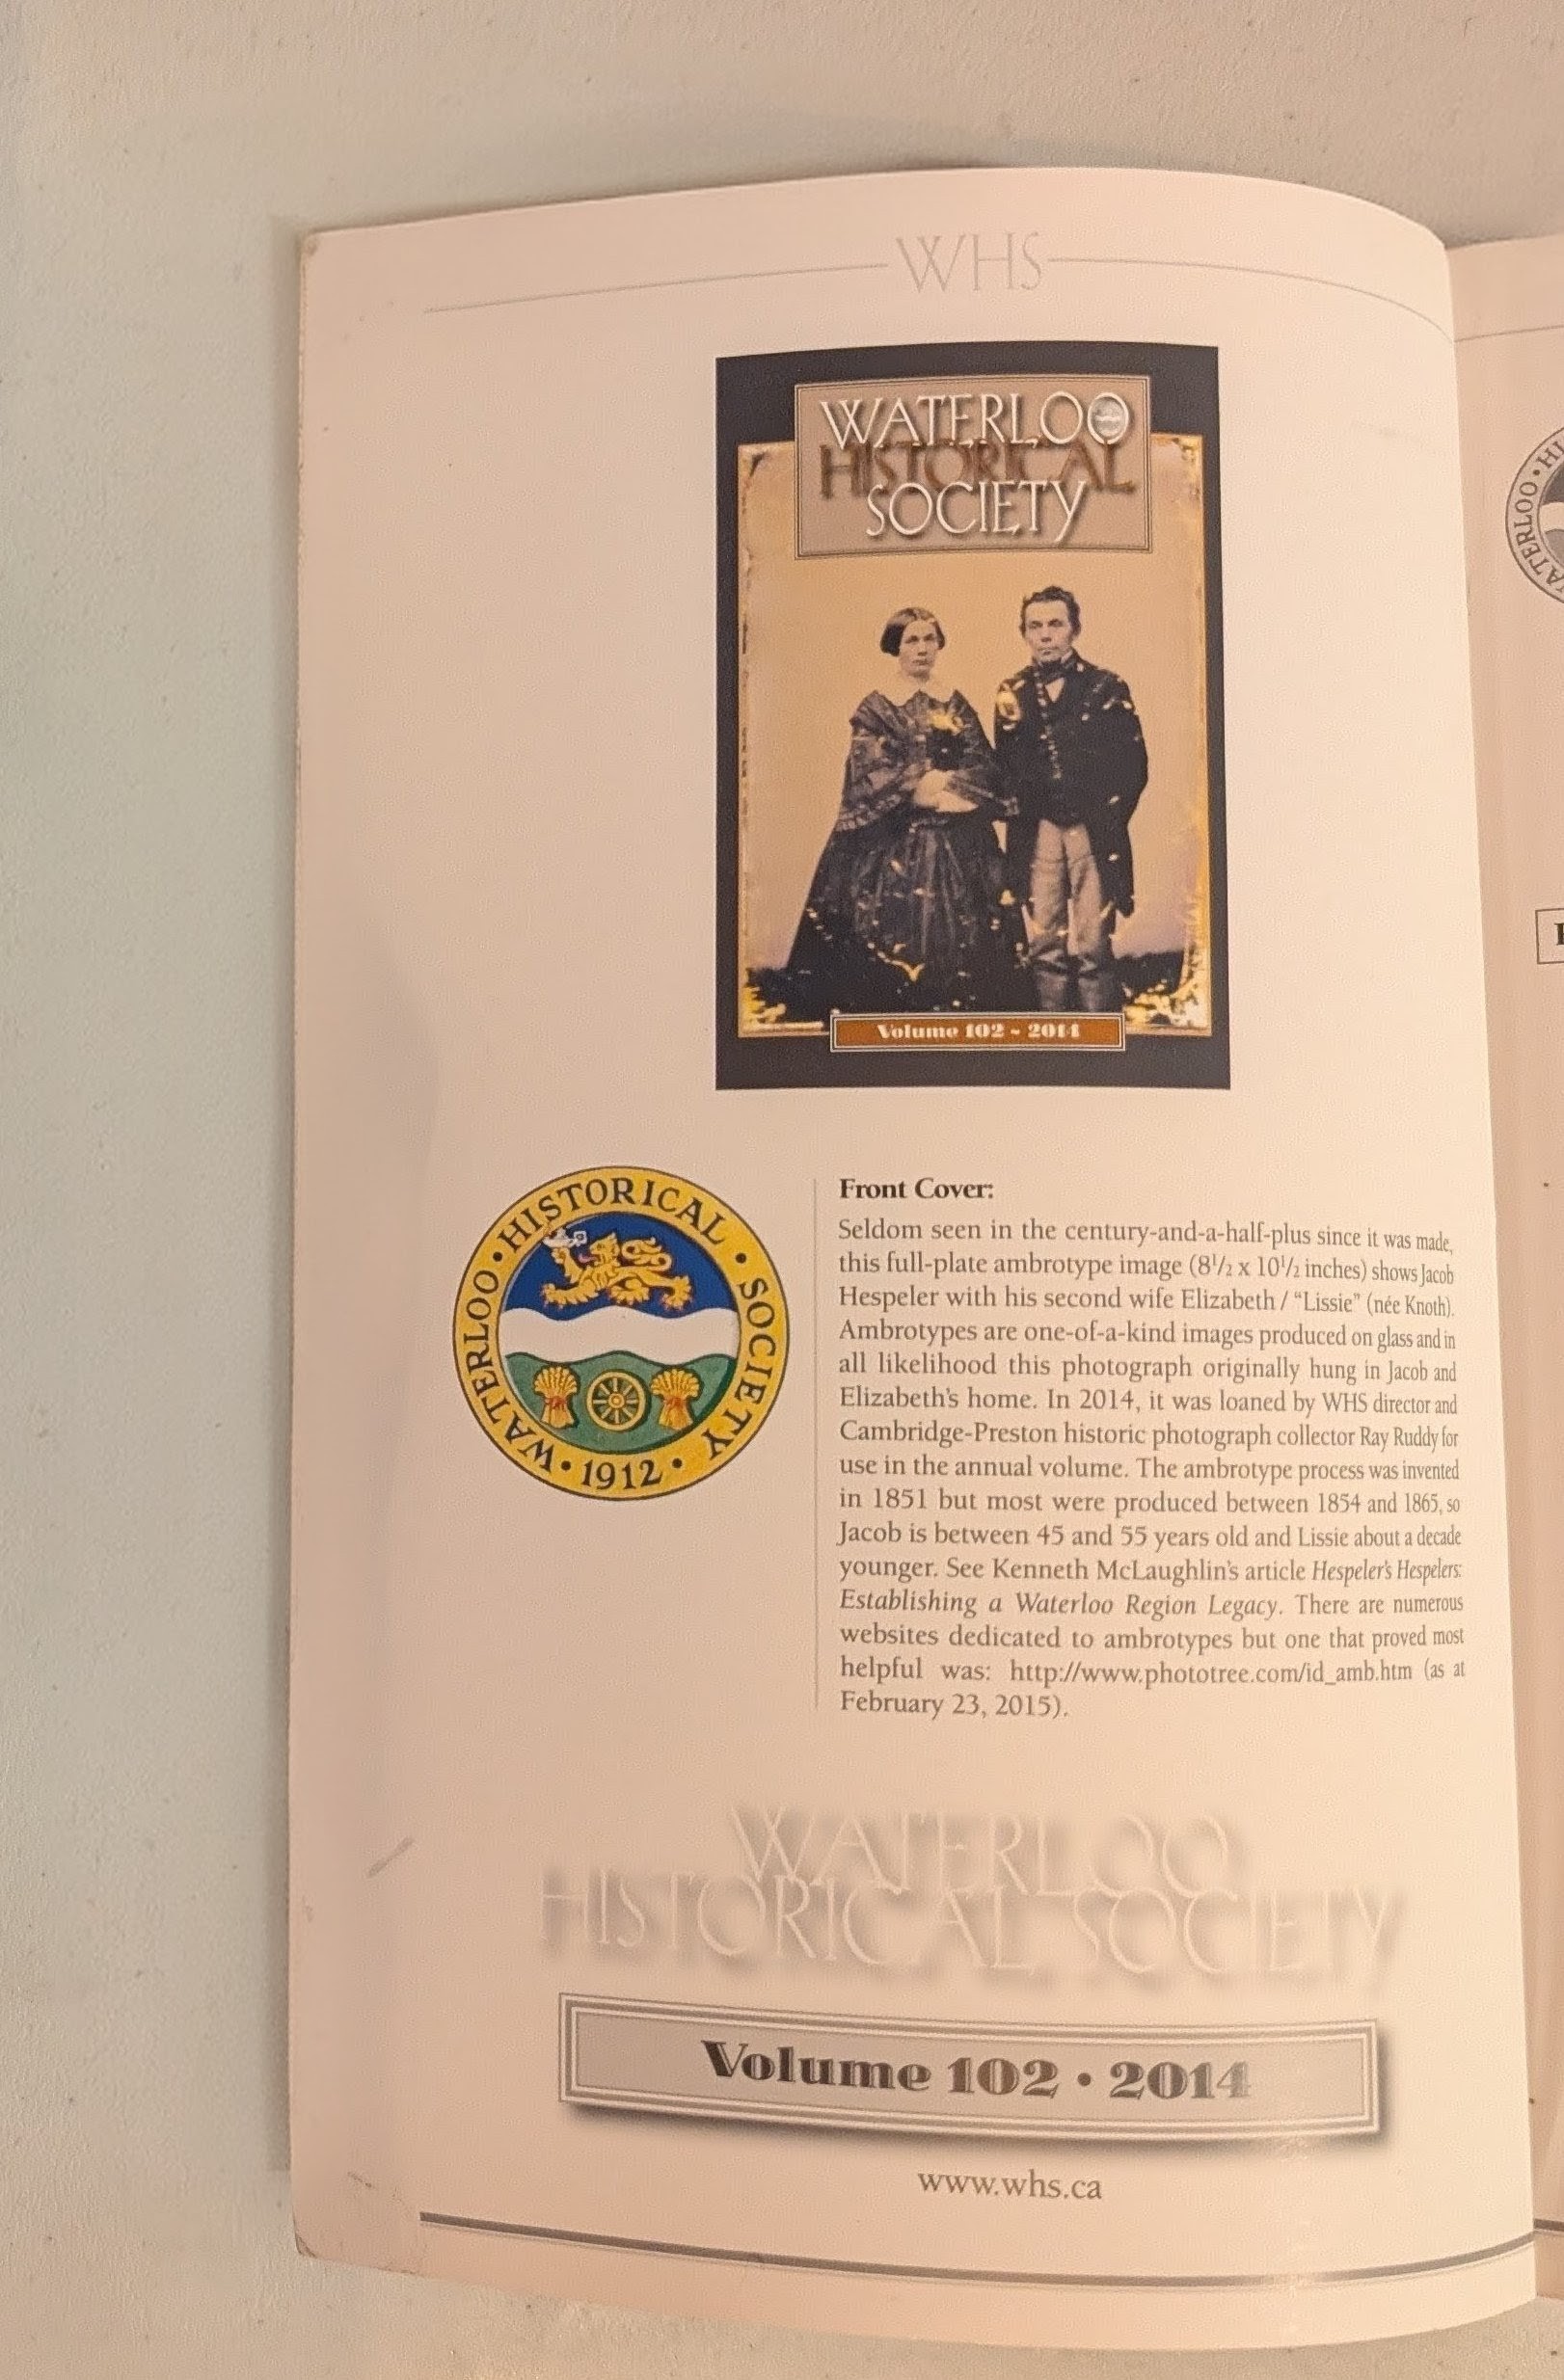 WHS
WATERLOO
HISTORICAL
SOCIETY
Volume 102 ~ 2014
WATERLOO • HISTORICAL • SOCIETY • 1912 •
Front Cover:
Seldom seen in the century-and-a-half-plus since it was made,
this full-plate ambrotype image (8 1/2 x 10 1/2 inches) shows Jacob
Hespeler with his second wife Elizabeth / “Lissie” (née Knoth).
Ambrotypes are one-of-a-kind images produced on glass and in
all likelihood this photograph originally hung in Jacob and
Elizabeth's home. In 2014, it was loaned by WHS director and
Cambridge-Preston historic photograph collector Ray Ruddy for
use in the annual volume. The ambrotype process was invented
in 1851 but most were produced between 1854 and 1865, so
Jacob is between 45 and 55 years old and Lissie about a decade
younger. See Kenneth McLaughlin's article Hespeler's Hespelers:
Establishing a Waterloo Region Legacy. There are numerous
websites dedicated to ambrotypes but one that proved most
helpful was: http://www.phototree.com/id_amb.htm (as at
February 23, 2015).
WATERLOO
HISTORICAL SOCIETY
Volume 102 • 2014
www.whs.ca